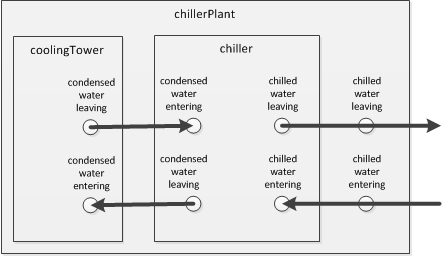 chillerPlant
coolingTower
chiller
condensed
water
leaving
condensed
water
entering
chilled
water
leaving
chilled
water
leaving
condensed
water
entering
condensed
water
leaving
chilled
water
entering
chilled
water
entering